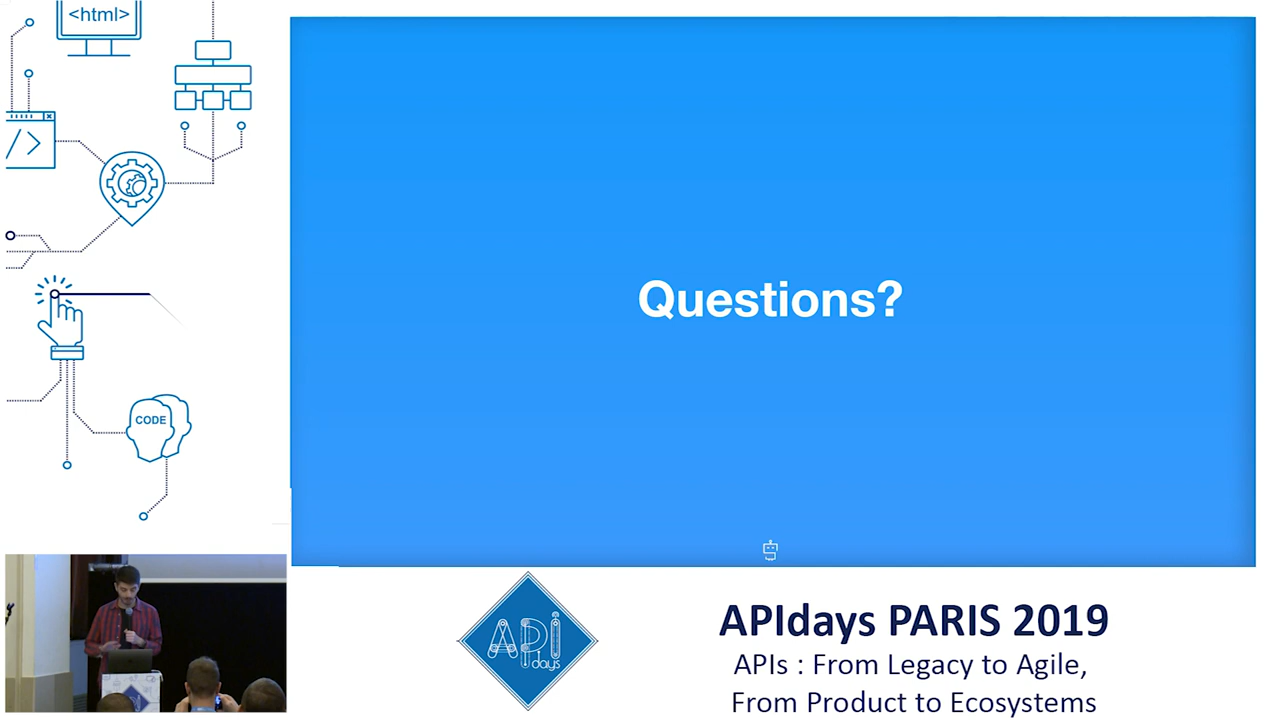 <html>
/>
CODE
Questions?
API
days
APIdays PARIS 2019
APIs : From Legacy to Agile,
From Product to Ecosystems